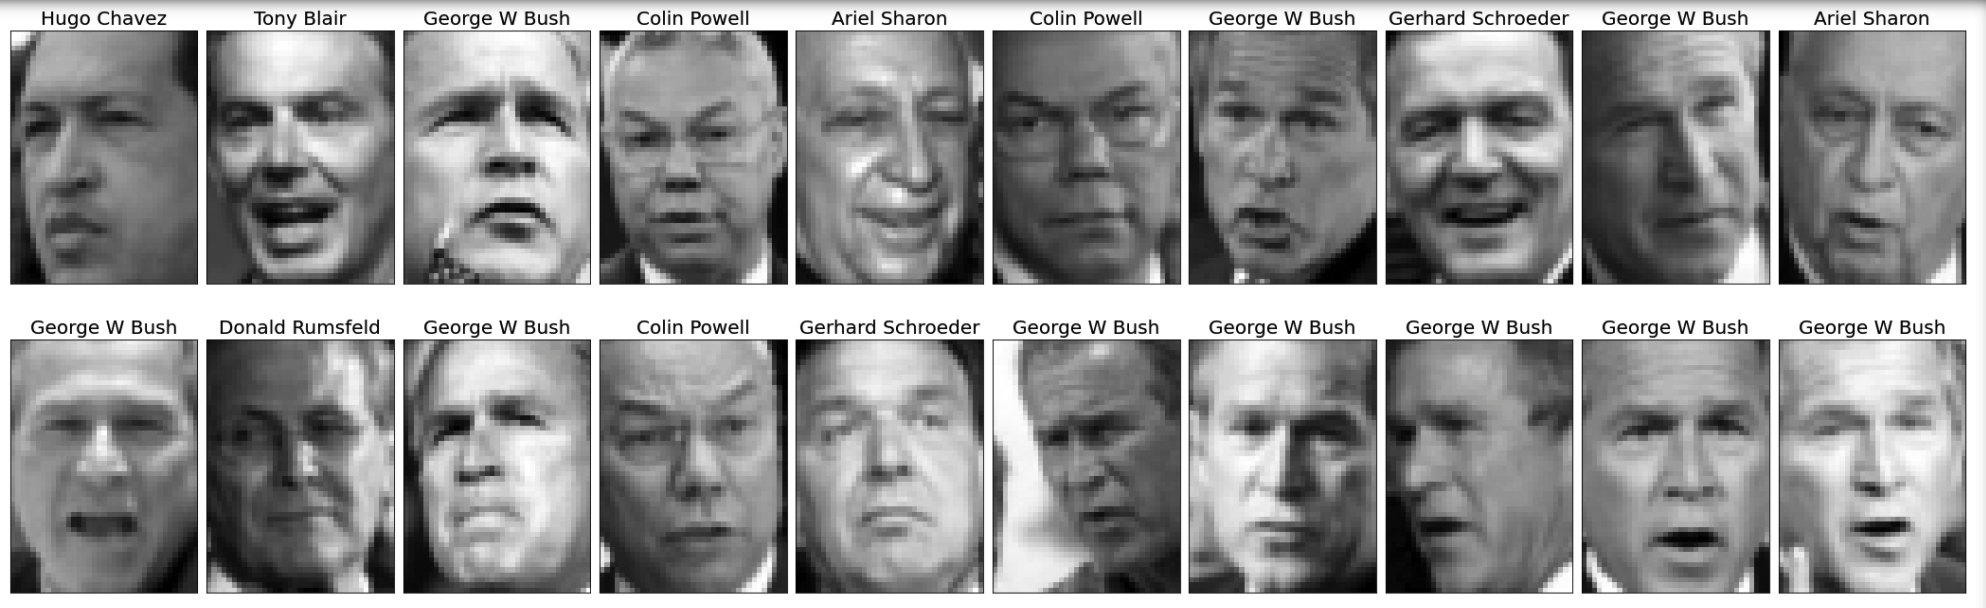 Hugo Chavez Tony Blair George W Bush Colin Powell Ariel Sharon Colin Powell George W Bush Gerhard Schroeder George W Bush Ariel Sharon
George W Bush Donald Rumsfeld George W Bush Colin Powell Gerhard Schroeder George W Bush George W Bush George W Bush George W Bush George W Bush